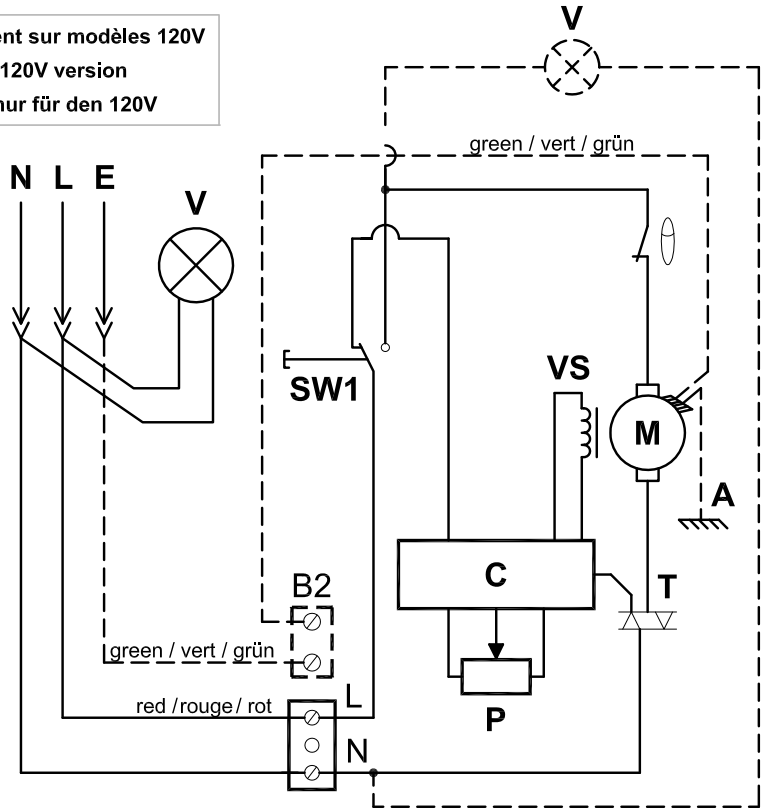 ent sur modèles 120V
120V version
nur für den 120V
V
green / vert / grün
N L E
V
SW1
VS
M
A
C
T
B2
green / vert / grün
red / rouge / rot
L
P
N